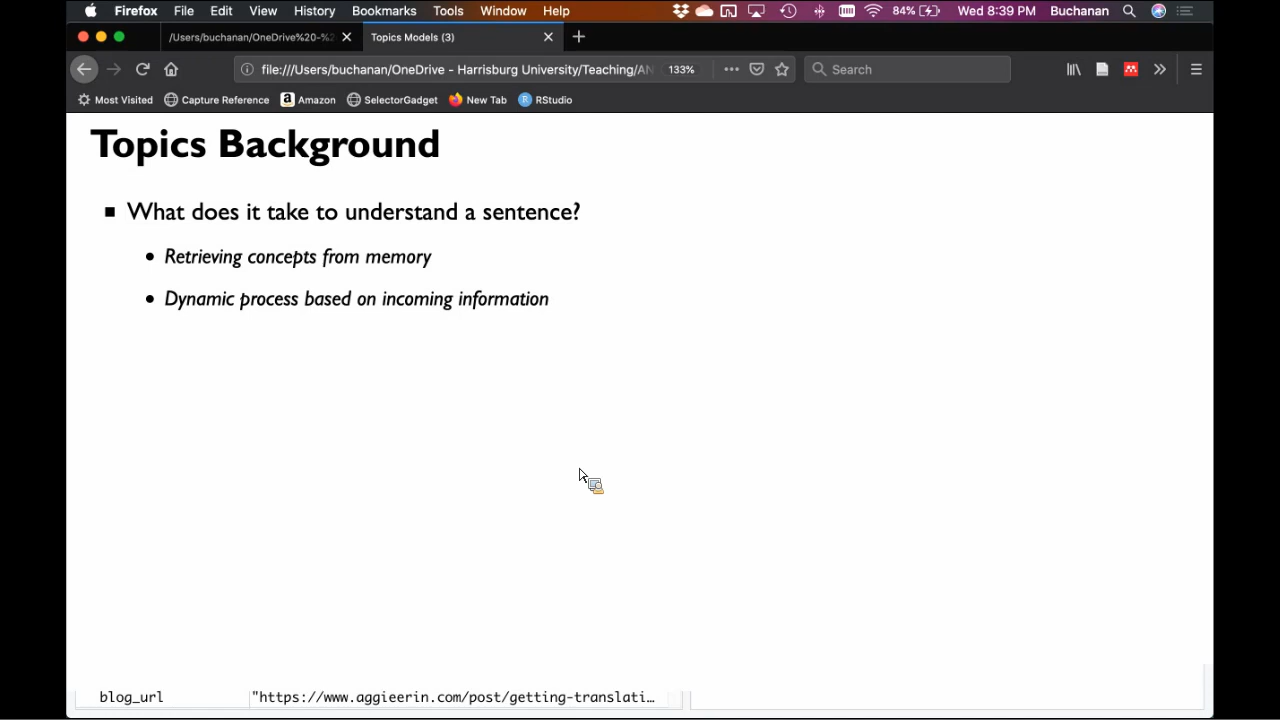 Firefox File Edit View History Bookmarks Tools Window Help 84% Wed 8:39 PM Buchanan
/Users/buchanan/OneDrive%20-%2 Topics Models (3)
file:///Users/buchanan/OneDrive - Harrisburg University/Teaching/AN 133% Search
Most Visited Capture Reference Amazon SelectorGadget New Tab RStudio
Topics Background
What does it take to understand a sentence?
Retrieving concepts from memory
Dynamic process based on incoming information
blog_url "https://www.aggieerin.com/post/getting-translati…